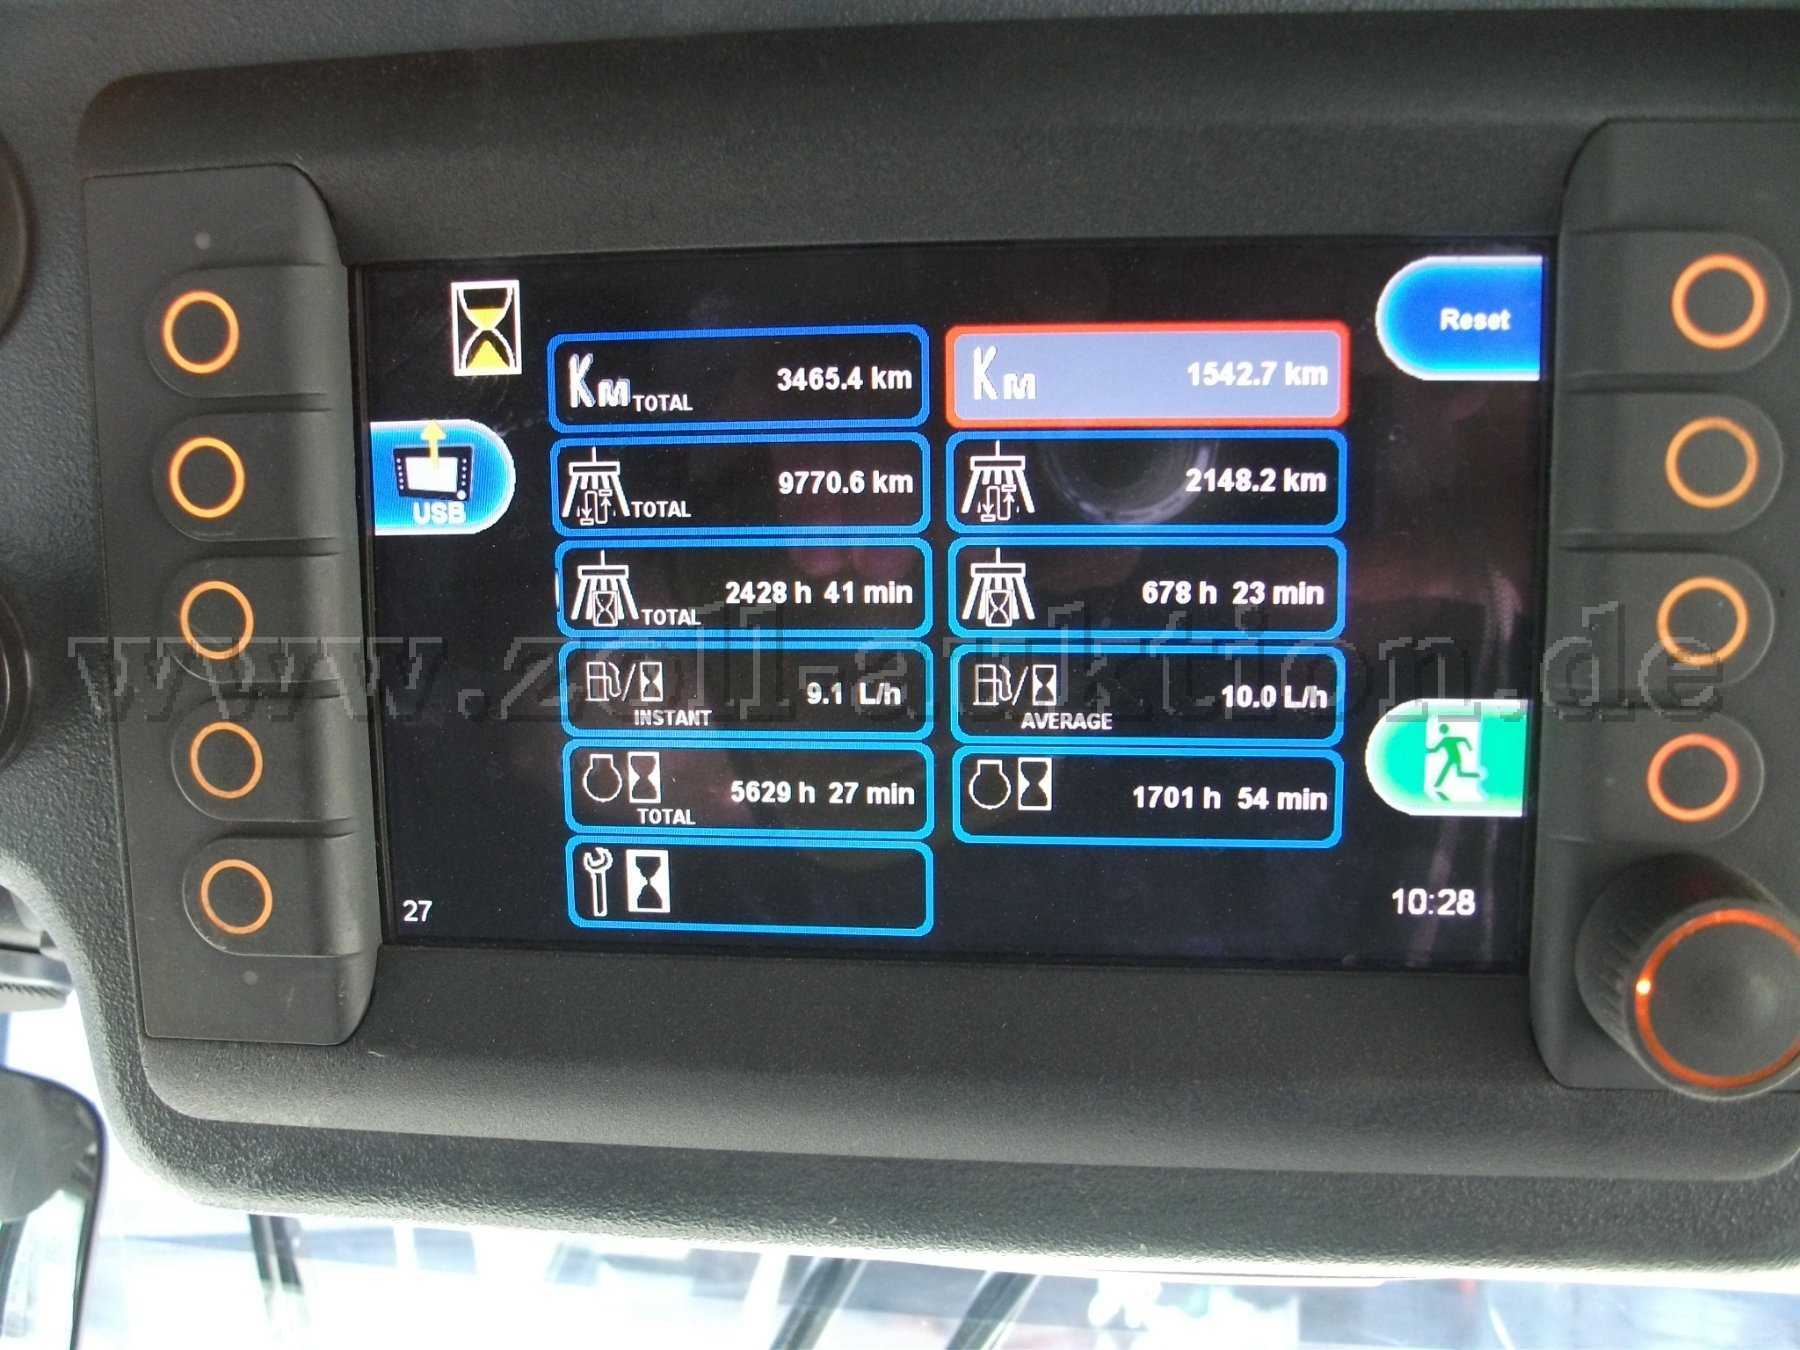 Reset
Km TOTAL 3465.4 km
Km 1542.7 km
USB
TOTAL 9770.6 km
2148.2 km
TOTAL 2428 h 41 min
678 h 23 min
www.zoll-auktion.de
INSTANT 9.1 L/h
AVERAGE 10.0 L/h
TOTAL 5629 h 27 min
1701 h 54 min
27
10:28